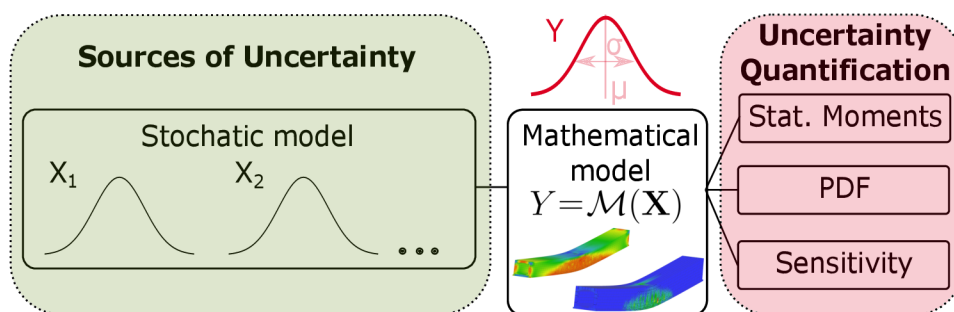 Sources of Uncertainty
Stochatic model
X1
X2
Y
σ
μ
Mathematical
model
Y=ℳ(𝐗)
Uncertainty
Quantification
Stat. Moments
PDF
Sensitivity